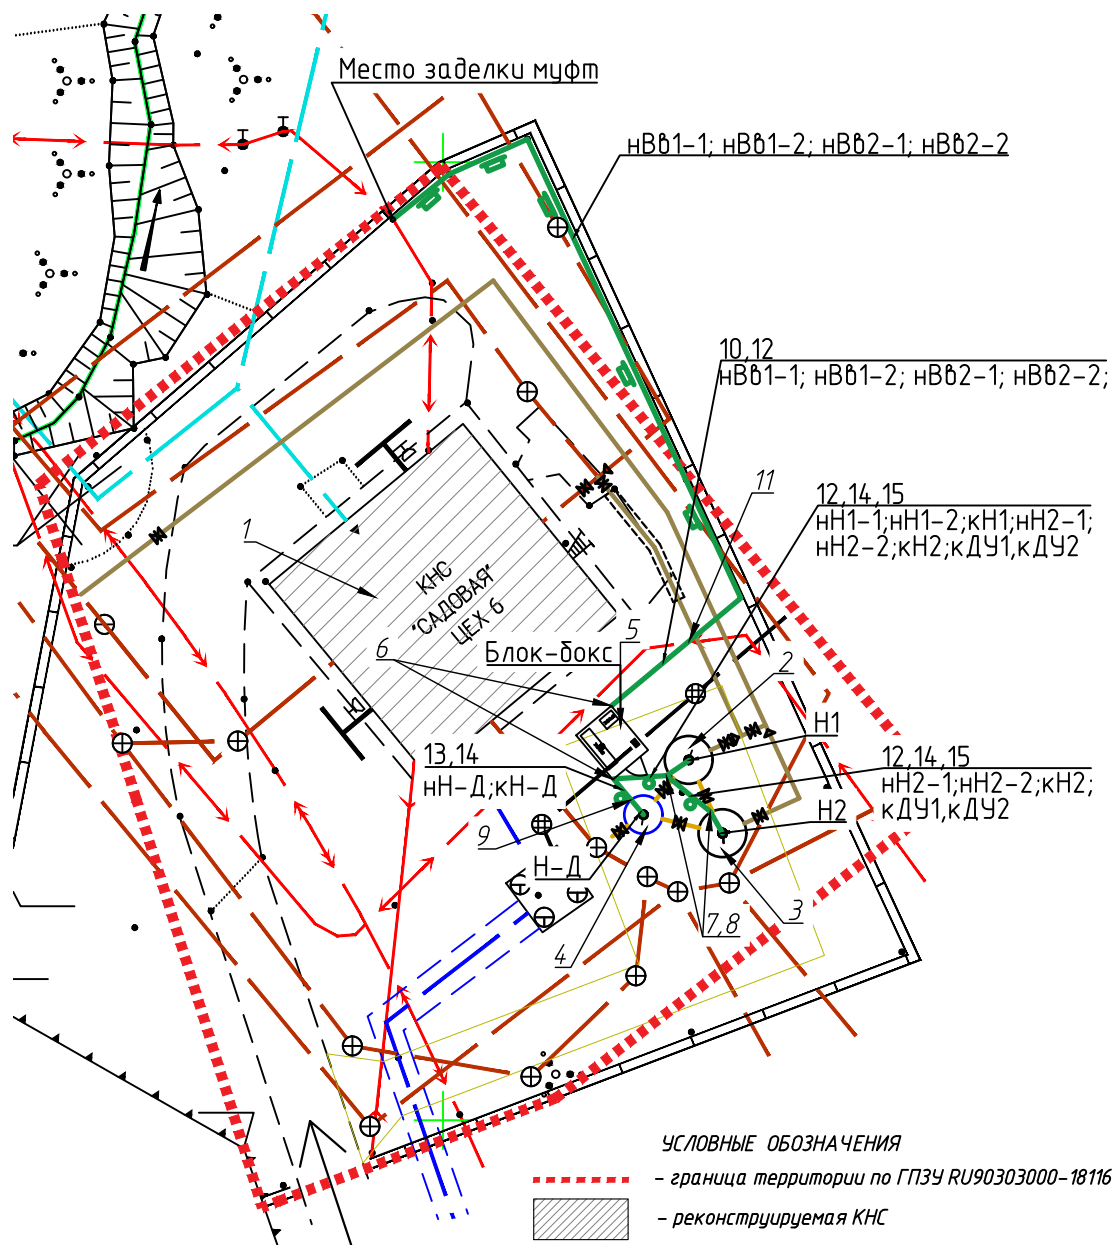 Место заделки муфт
нВв1-1; нВв1-2; нВв2-1; нВв2-2
10,12
нВв1-1; нВв1-2; нВв2-1; нВв2-2;
11
12,14,15
нН1-1;нН1-2;кН1;нН2-1;
нН2-2;кН2;кДУ1,кДУ2
1
КНС
"САДОВАЯ"
ЦЕХ 6
6
Блок-бокс
5
2
Н1
13,14
нН-Д;кН-Д
12,14,15
нН2-1;нН2-2;кН2;
кДУ1,кДУ2
9
Н2
Н-Д
4
7,8
3
УСЛОВНЫЕ ОБОЗНАЧЕНИЯ
- граница территории по ГПЗУ RU90303000-18116
- реконструируемая КНС